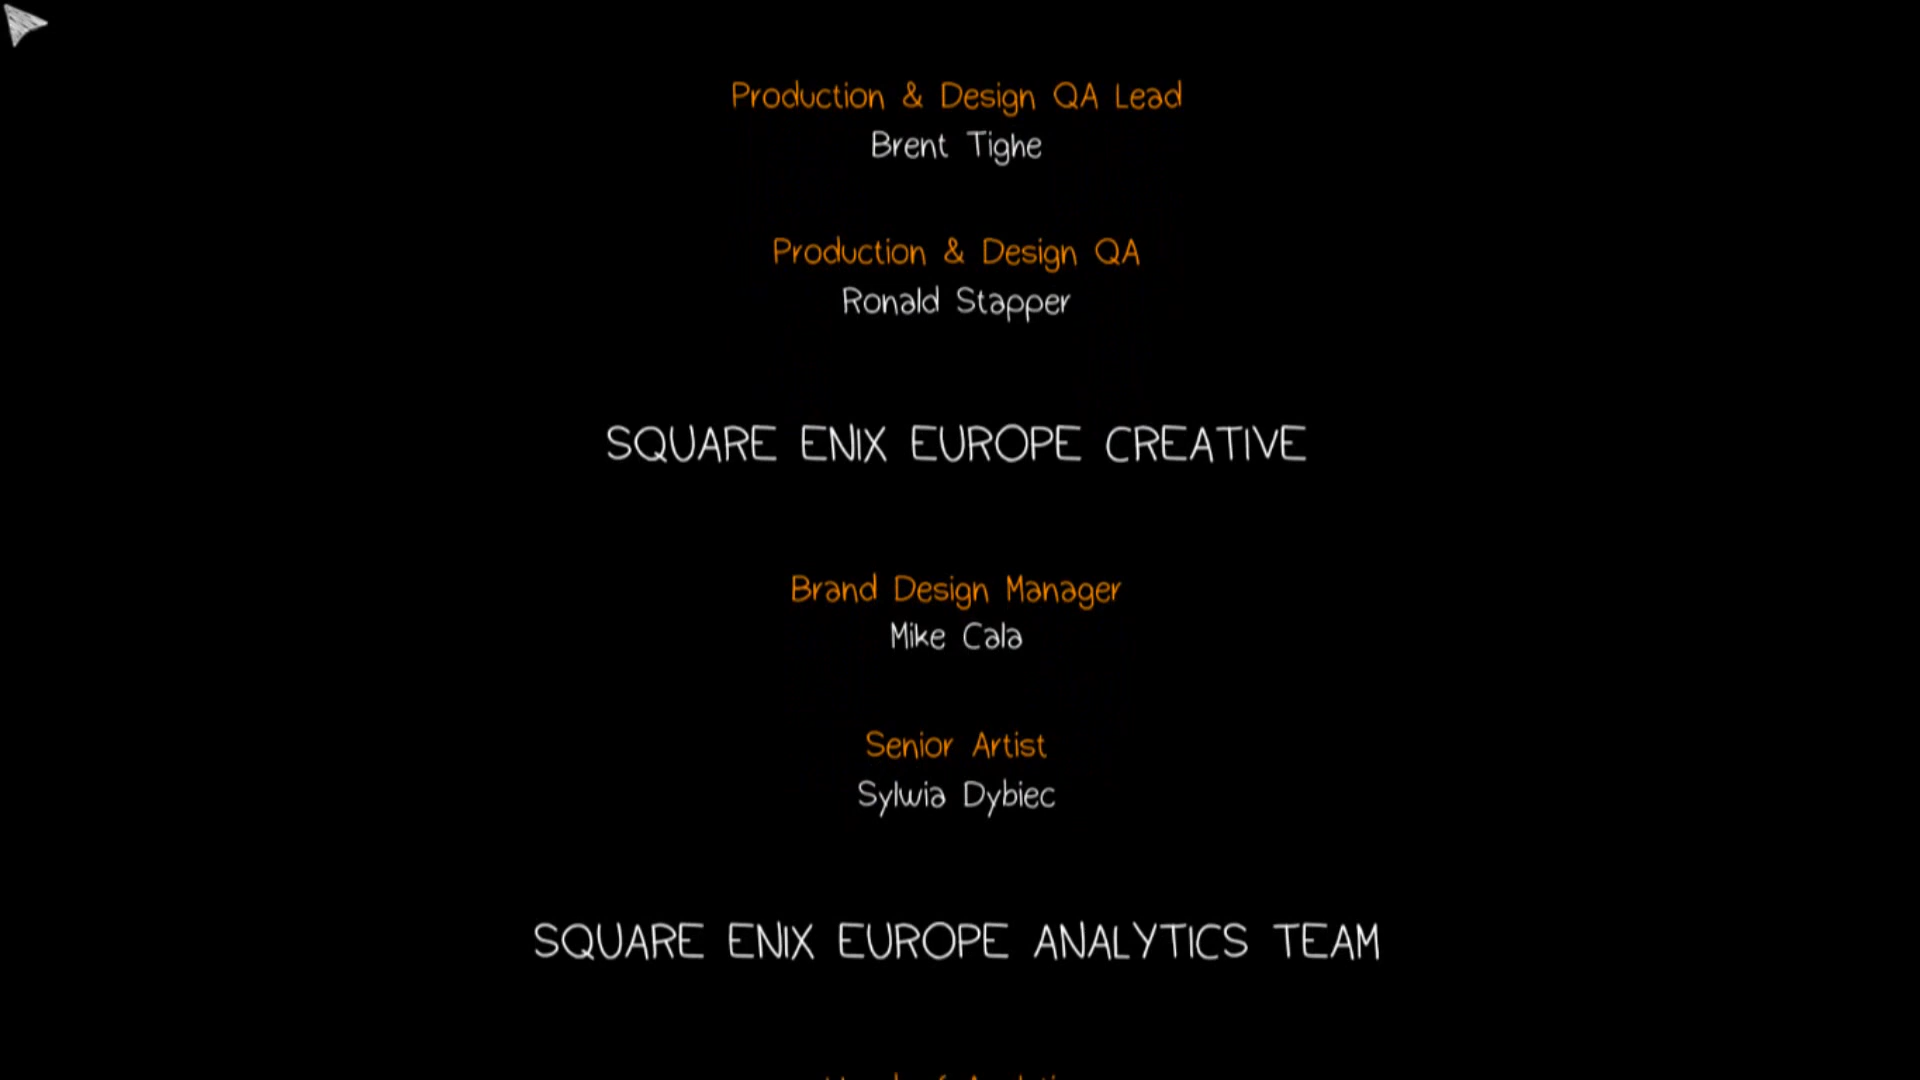 Production & Design QA Lead
Brent Tighe
Production & Design QA
Ronald Stapper
SQUARE ENIX EUROPE CREATIVE
Brand Design Manager
Mike Cala
Senior Artist
Sylwia Dybiec
SQUARE ENIX EUROPE ANALYTICS TEAM